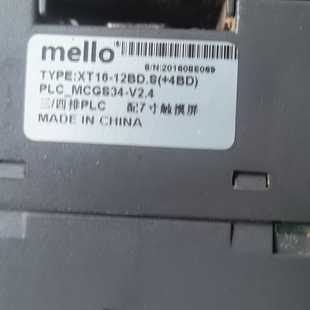 mello
S/N:201608E069
TYPE:XT16-12BD.S(+4BD)
PLC_MCGS34-V2.4
三/四排PLC 配7寸触摸屏
MADE IN CHINA